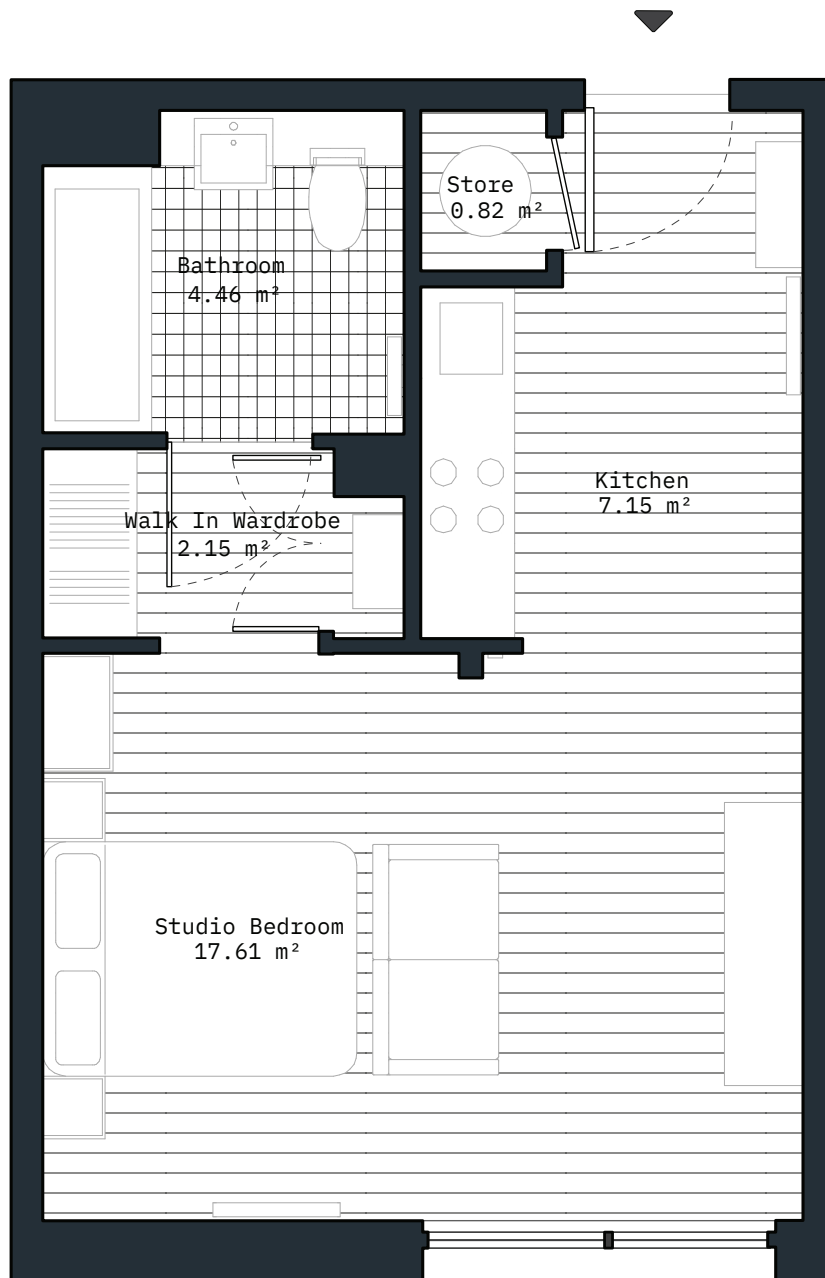 Store
0.82 m²
Bathroom
4.46 m²
Kitchen
7.15 m²
Walk In Wardrobe
2.15 m²
Studio Bedroom
17.61 m²